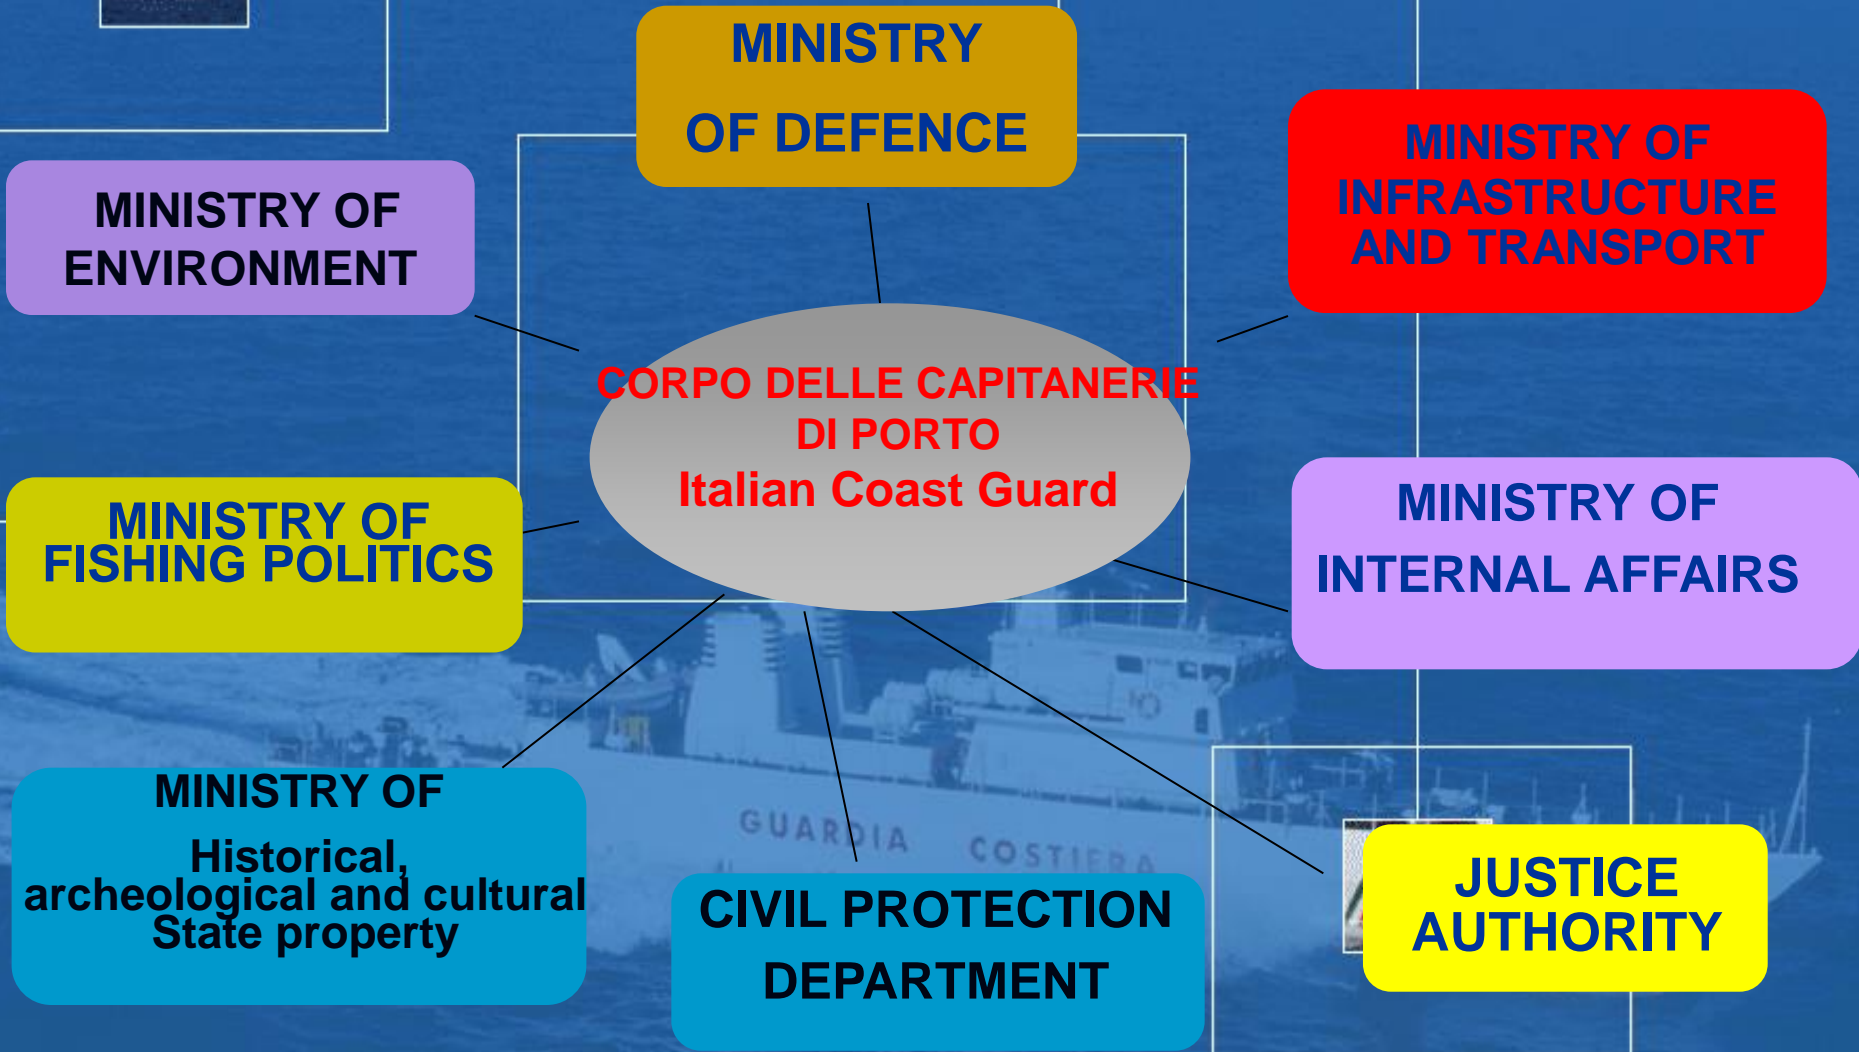 MINISTRY
OF DEFENCE
MINISTRY OF
INFRASTRUCTURE
AND TRANSPORT
MINISTRY OF
ENVIRONMENT
CORPO DELLE CAPITANERIE
DI PORTO
Italian Coast Guard
MINISTRY OF
FISHING POLITICS
MINISTRY OF
INTERNAL AFFAIRS
MINISTRY OF
Historical,
archeological and cultural
State property
GUARDIA COSTIERA
CIVIL PROTECTION
DEPARTMENT
JUSTICE
AUTHORITY